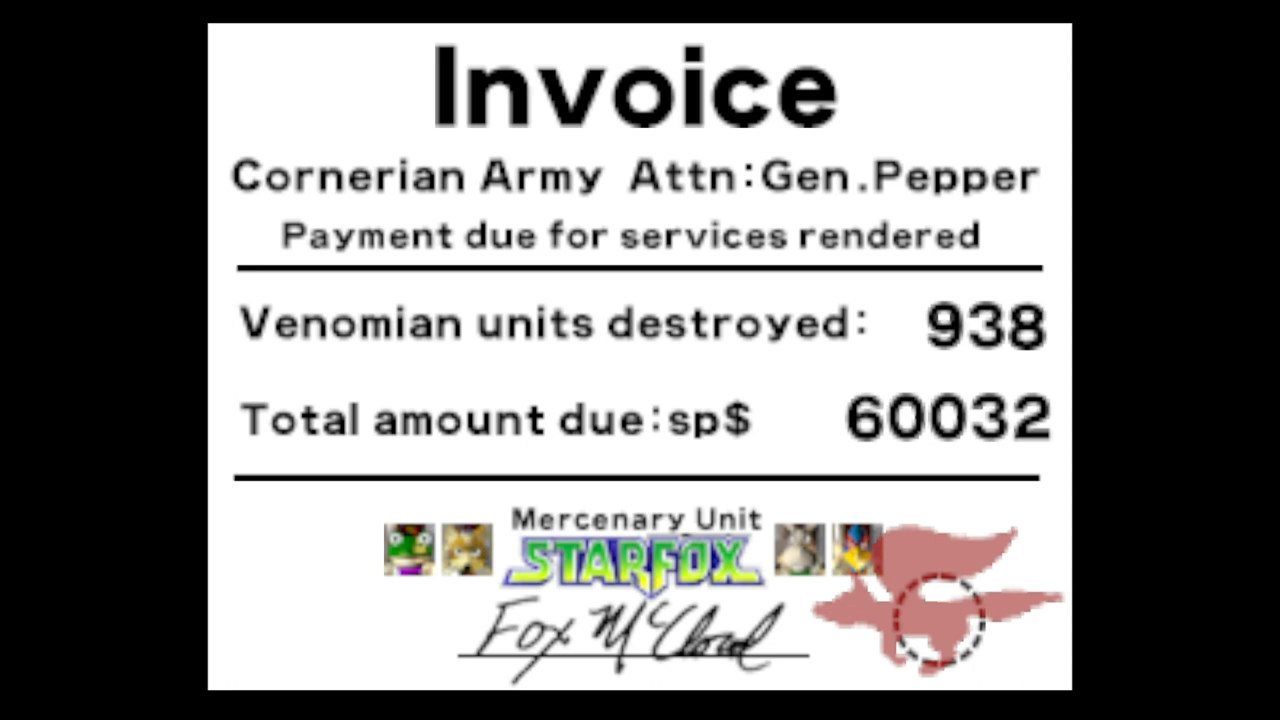 Invoice
Cornerian Army Attn:Gen.Pepper
Payment due for services rendered
Venomian units destroyed: 938
Total amount due:sp$ 60032
Mercenary Unit
STARFOX
Fox McCloud